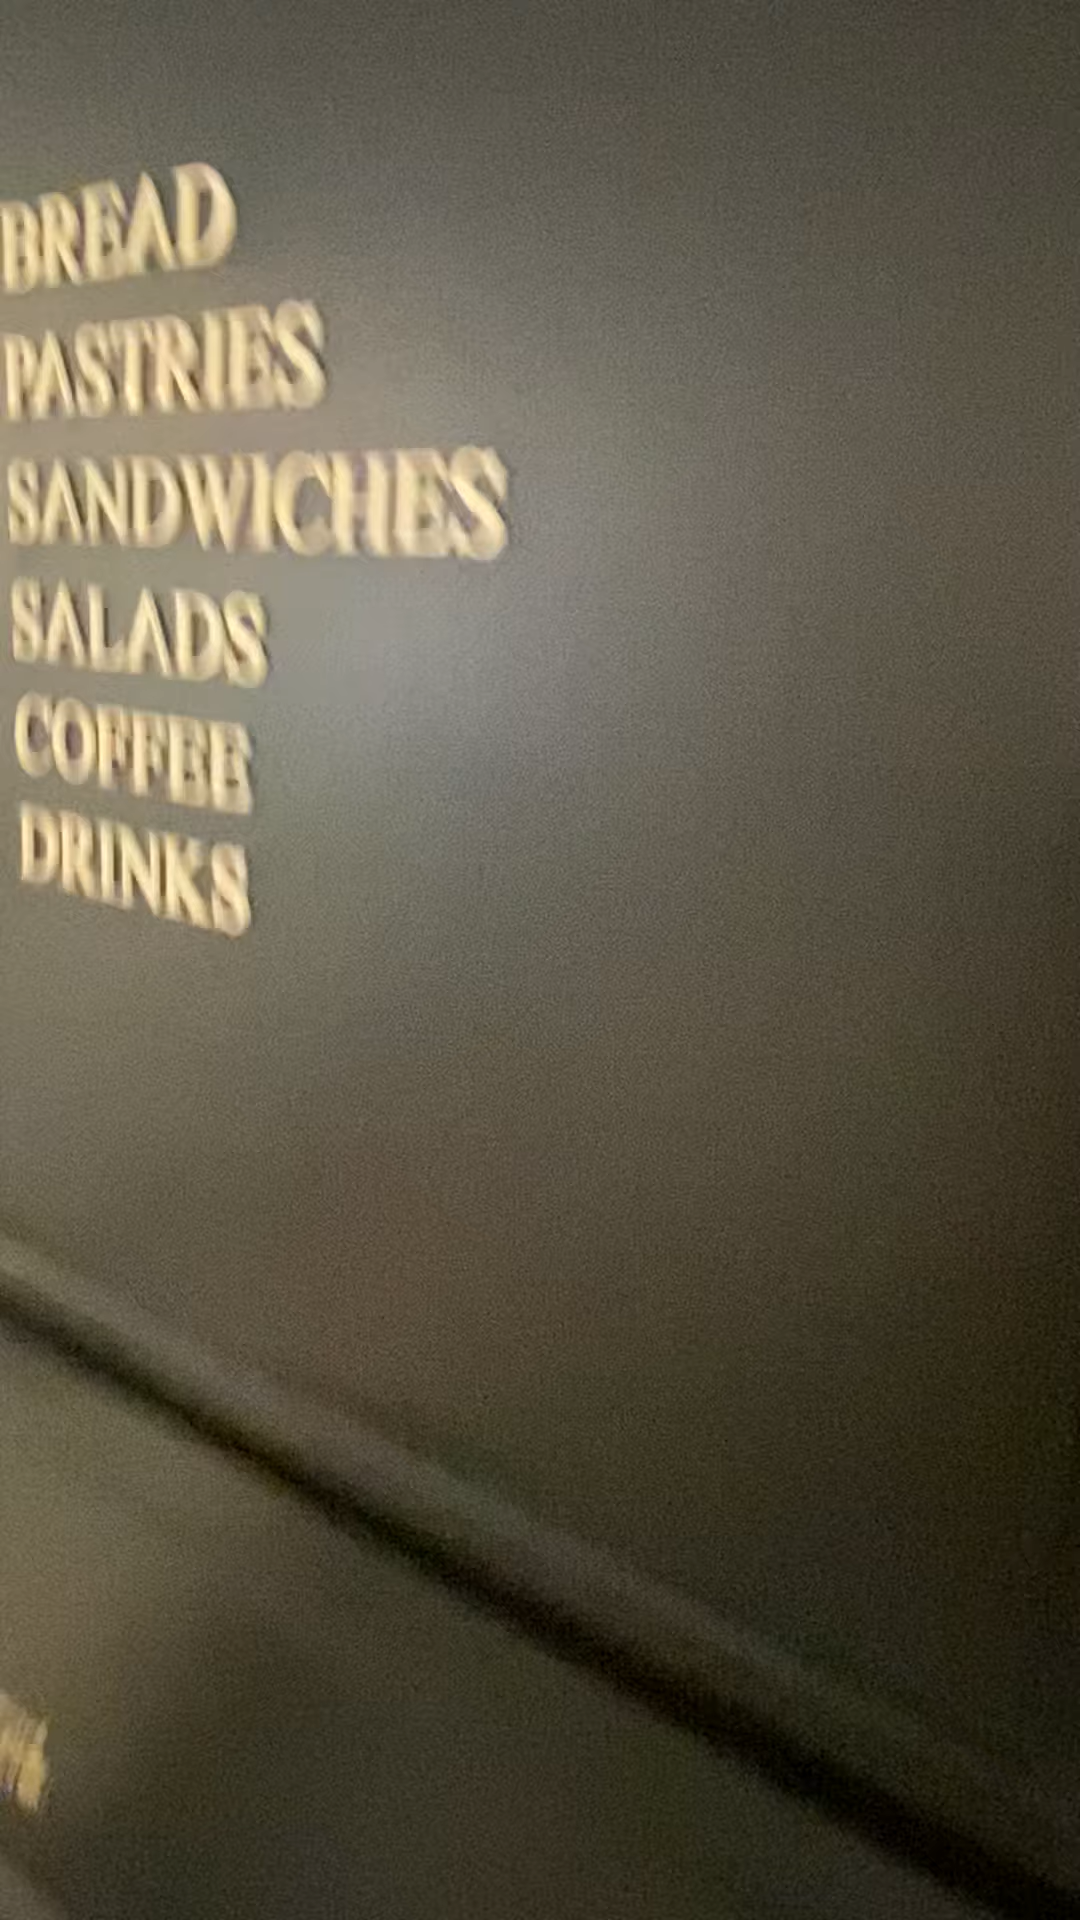 BREAD
PASTRIES
SANDWICHES
SALADS
COFFEE
DRINKS